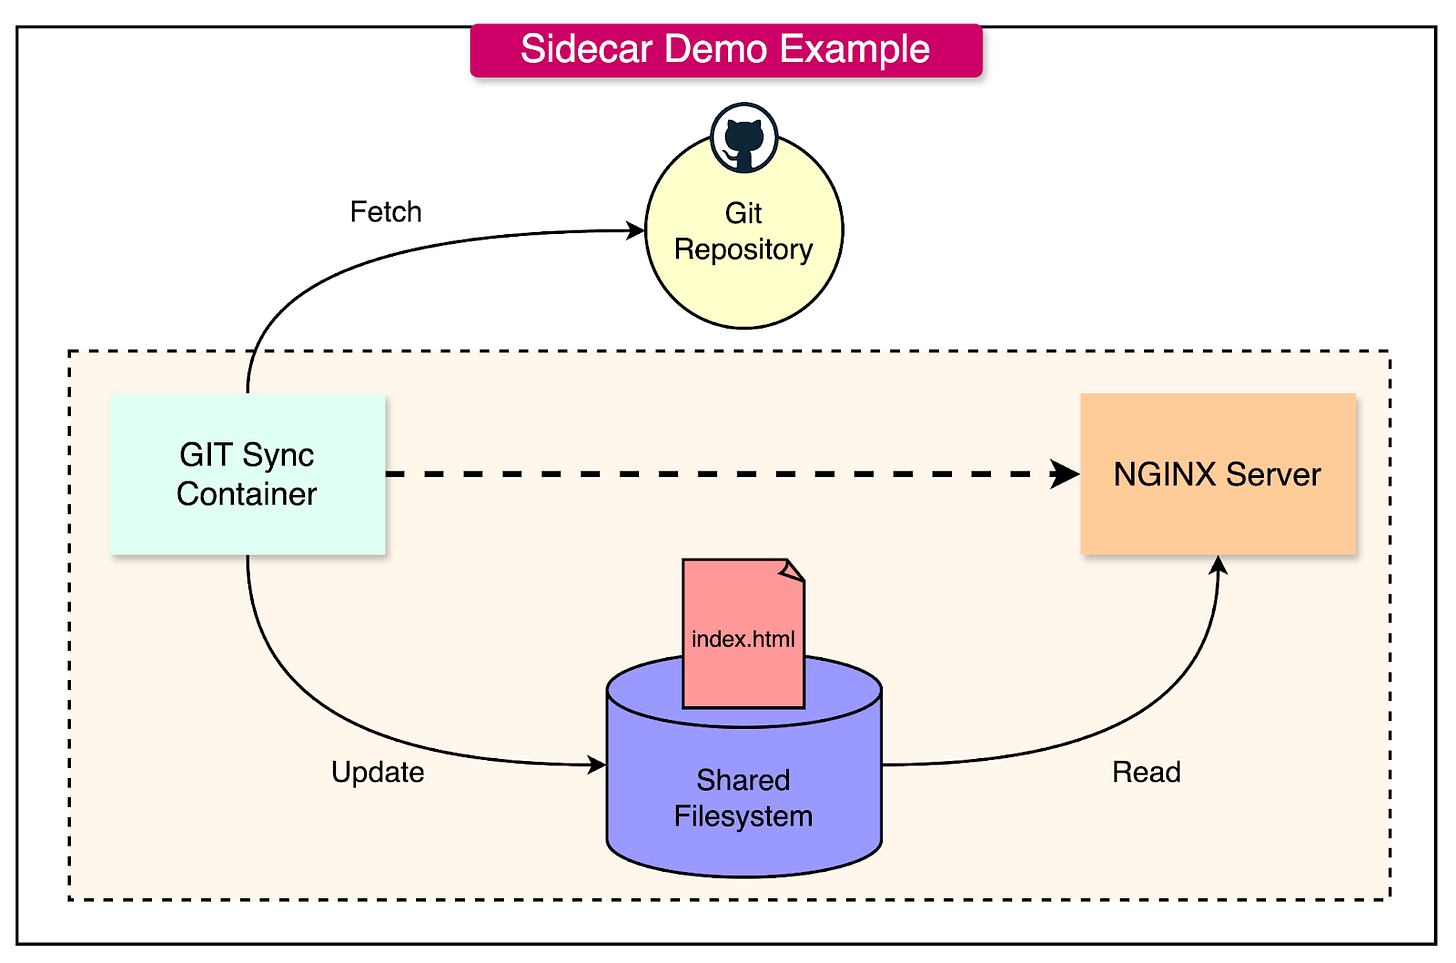 Sidecar Demo Example
Fetch
Git
Repository
GIT Sync
Container
NGINX Server
index.html
Update
Shared
Filesystem
Read